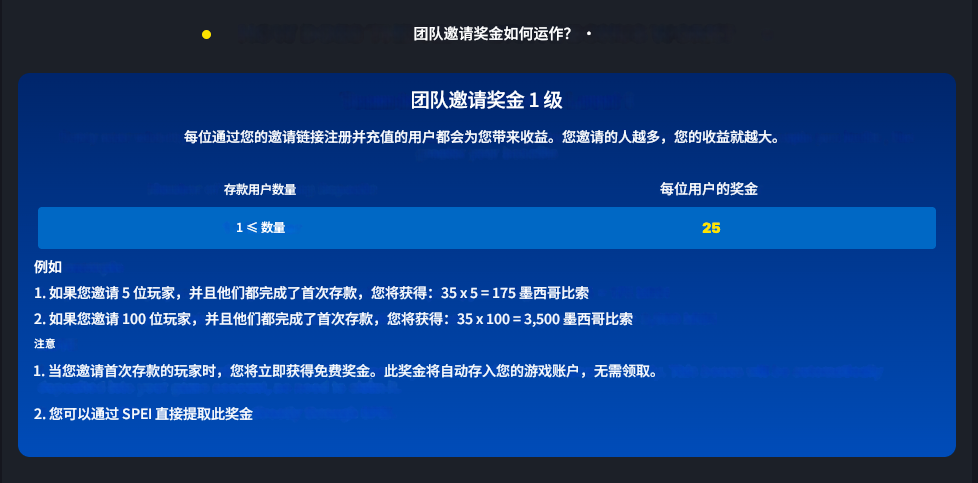 团队邀请奖金如何运作？
团队邀请奖金 1 级
每位通过您的邀请链接注册并充值的用户都会为您带来收益。您邀请的人越多，您的收益就越大。
存款用户数量 每位用户的奖金
1 ≤ 数量 25
例如
1. 如果您邀请 5 位玩家，并且他们都完成了首次存款，您将获得：35 x 5 = 175 墨西哥比索
2. 如果您邀请 100 位玩家，并且他们都完成了首次存款，您将获得：35 x 100 = 3,500 墨西哥比索
注意
1. 当您邀请首次存款的玩家时，您将立即获得免费奖金。此奖金将自动存入您的游戏账户，无需领取。
2. 您可以通过 SPEI 直接提取此奖金